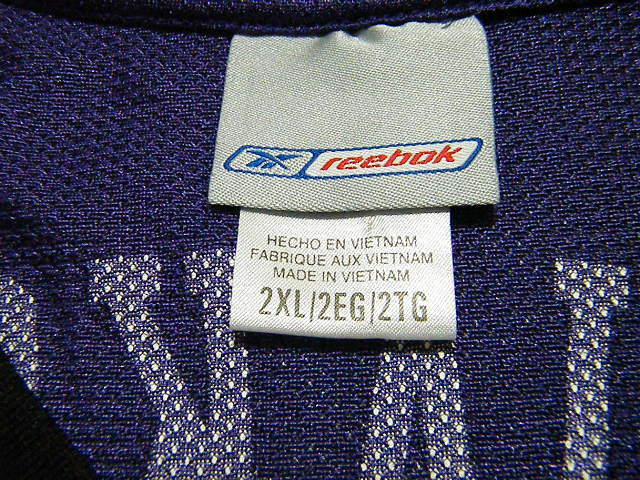 reebok
HECHO EN VIETNAM
FABRIQUE AUX VIETNAM
MADE IN VIETNAM
2XL/2EG/2TG